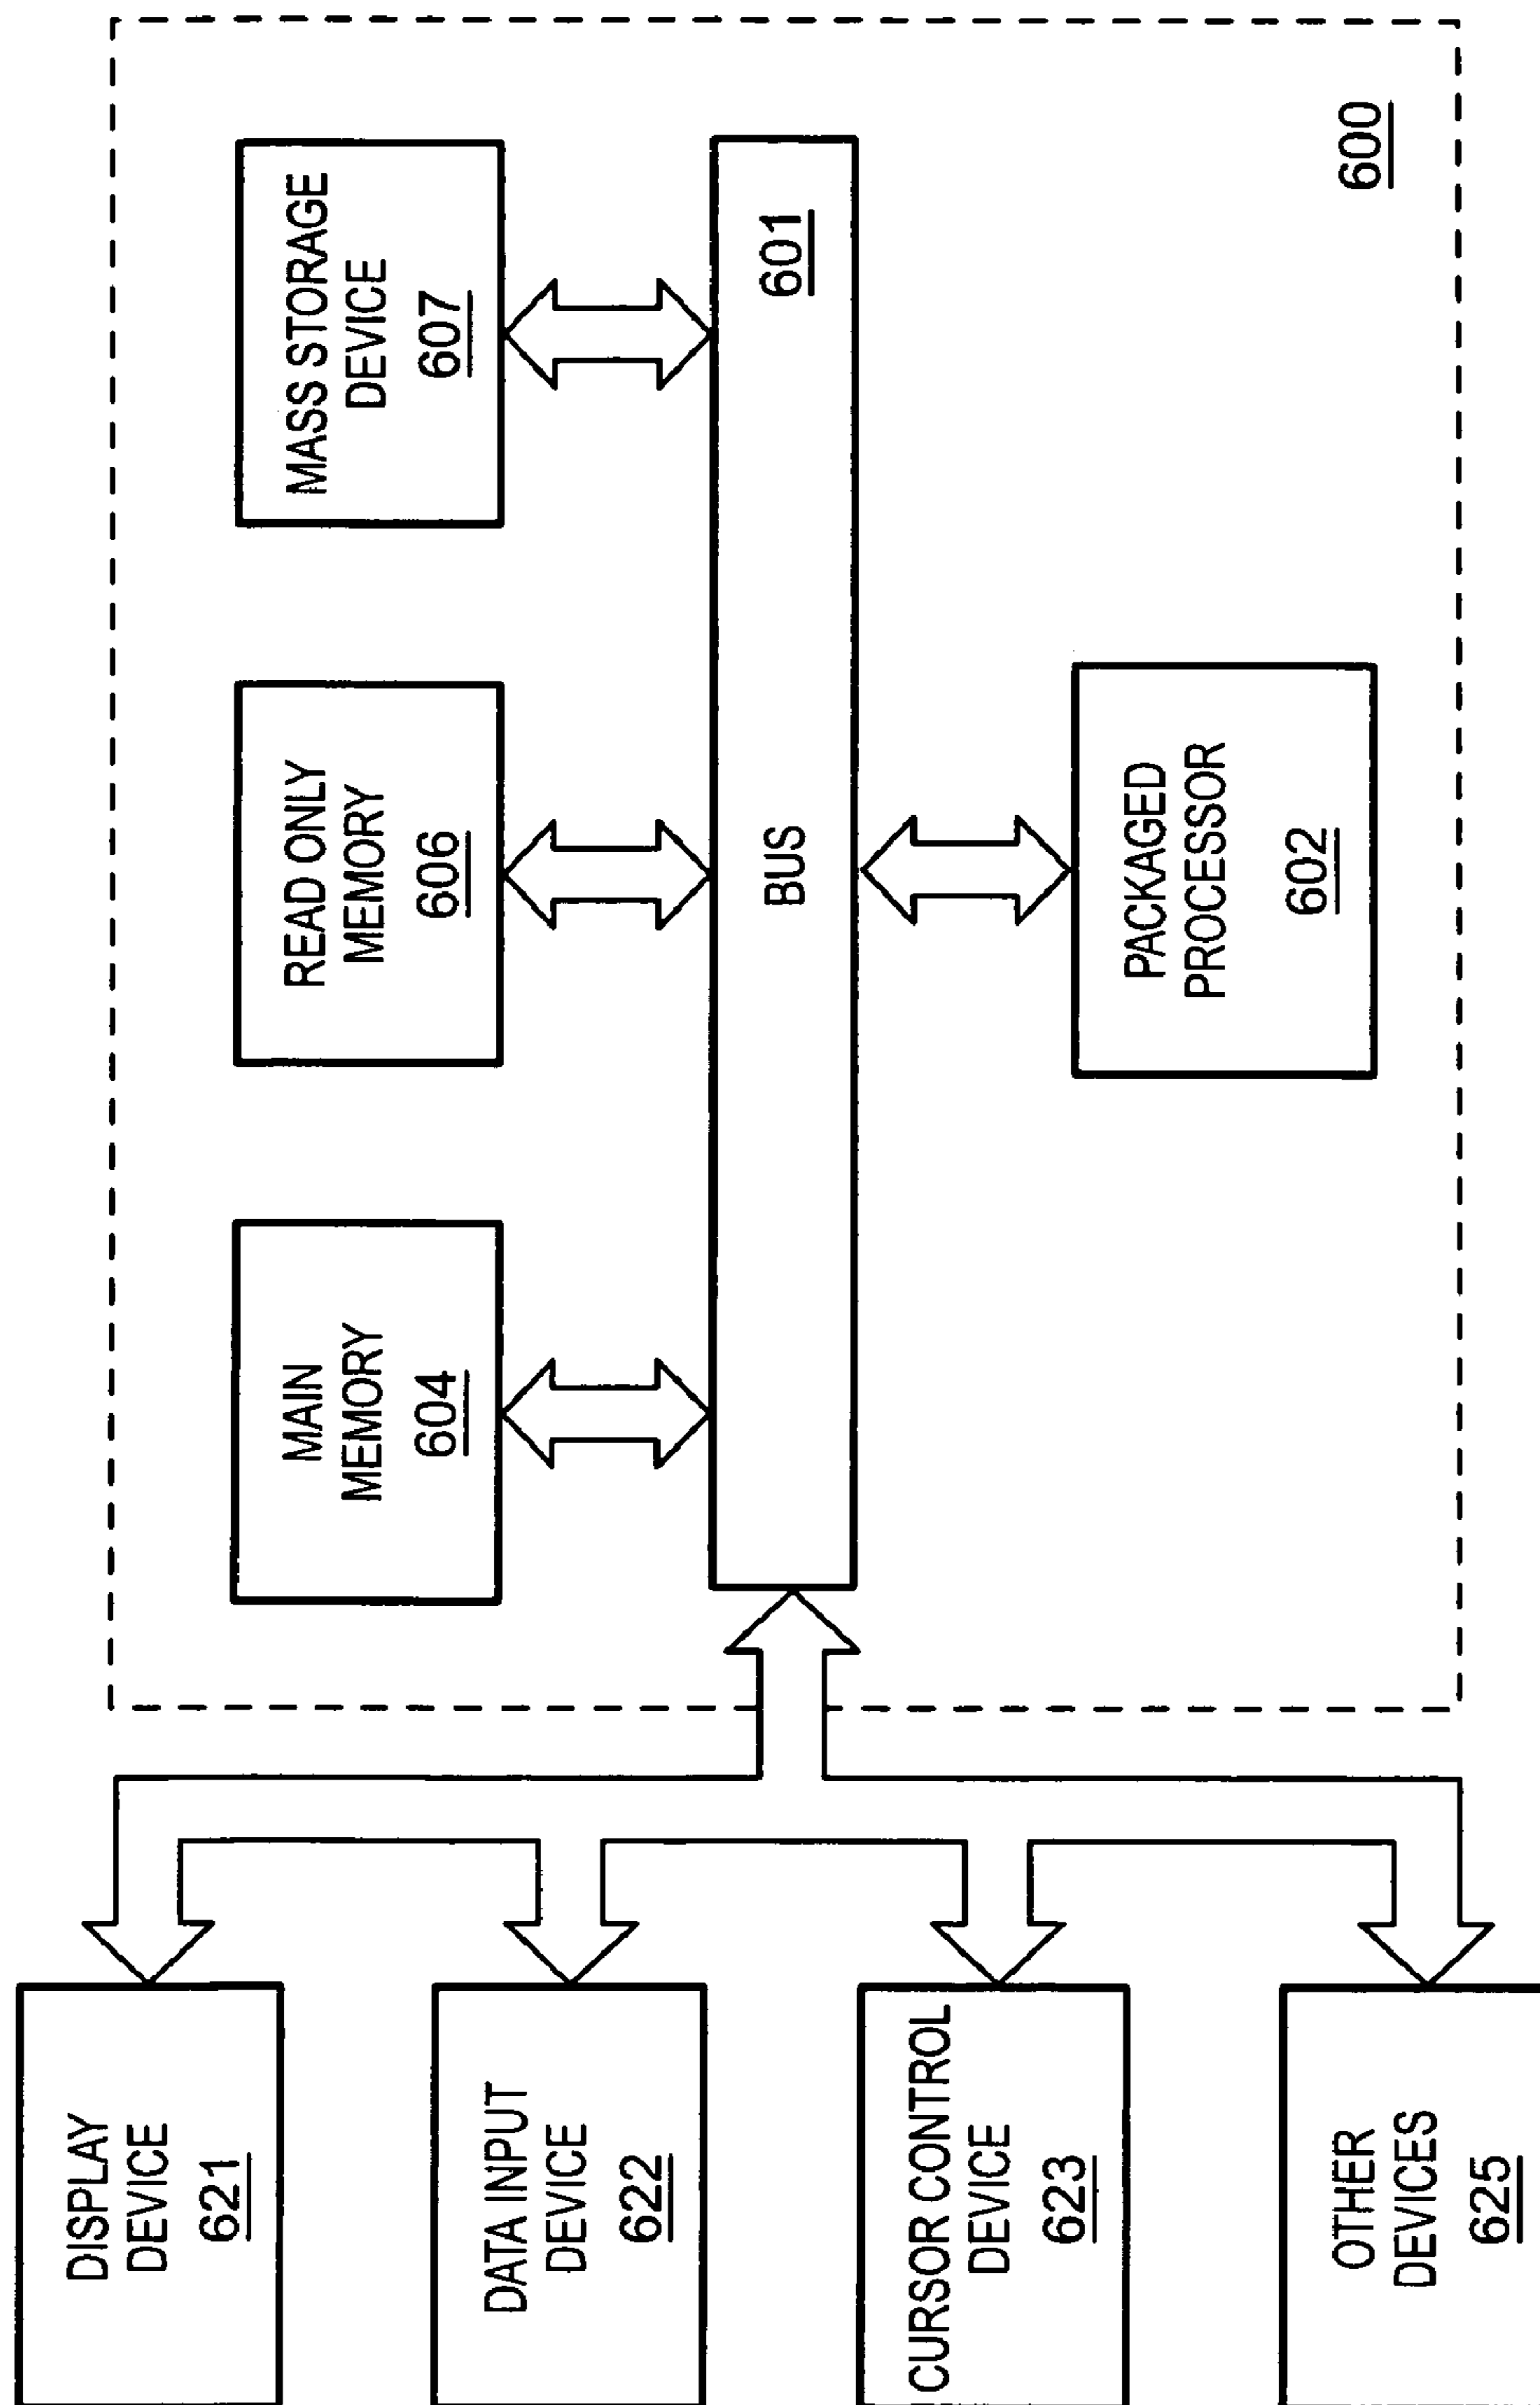 DISPLAY
DEVICE
621
DATA INPUT
DEVICE
622
CURSOR CONTROL
DEVICE
623
OTHER
DEVICES
625
MAIN
MEMORY
604
READ ONLY
MEMORY
606
MASS STORAGE
DEVICE
607
BUS
601
PACKAGED
PROCESSOR
602
600